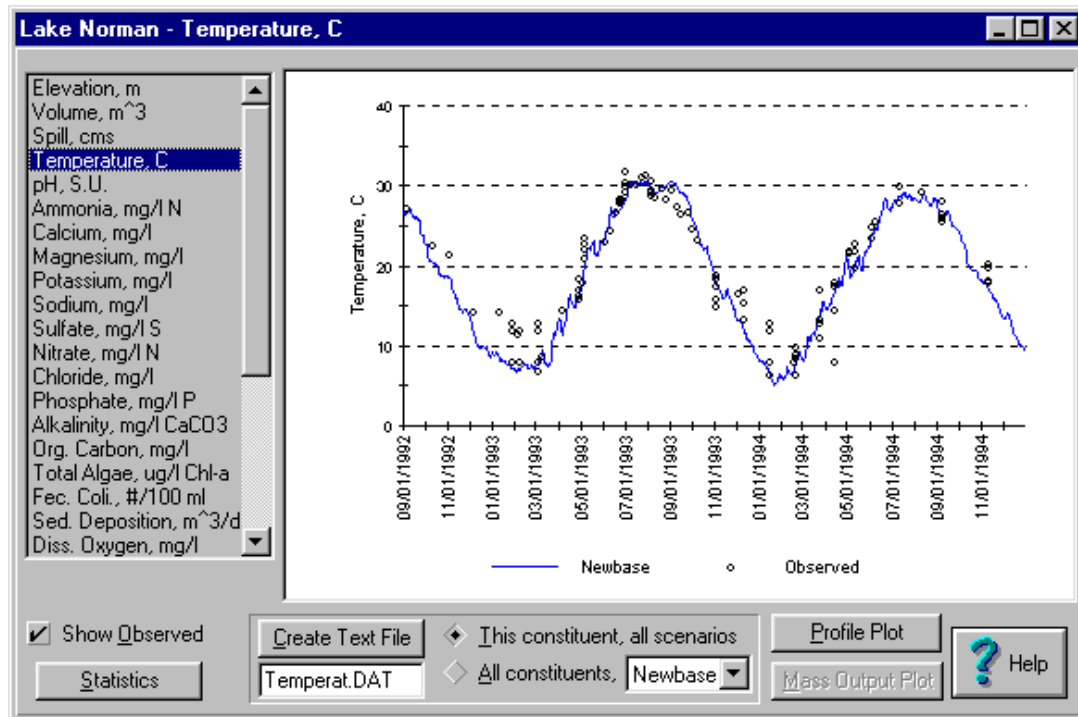 Lake Norman - Temperature, C
Elevation, m
Volume, m^3
Spill, cms
Temperature, C
pH, S.U.
Ammonia, mg/l N
Calcium, mg/l
Magnesium, mg/l
Potassium, mg/l
Sodium, mg/l
Sulfate, mg/l S
Nitrate, mg/l N
Chloride, mg/l
Phosphate, mg/l P
Alkalinity, mg/l CaCO3
Org. Carbon, mg/l
Total Algae, ug/l Chl-a
Fec. Coli., #/100 ml
Sed. Deposition, m^3/d
Diss. Oxygen, mg/l
Temperature, C
40
30
20
10
0
09/01/1992
11/01/1992
01/01/1993
03/01/1993
05/01/1993
07/01/1993
09/01/1993
11/01/1993
01/01/1994
03/01/1994
05/01/1994
07/01/1994
09/01/1994
11/01/1994
Newbase
Observed
Show Observed
Statistics
Create Text File
Temperat.DAT
This constituent, all scenarios
All constituents,
Newbase
Profile Plot
Mass Output Plot
? Help